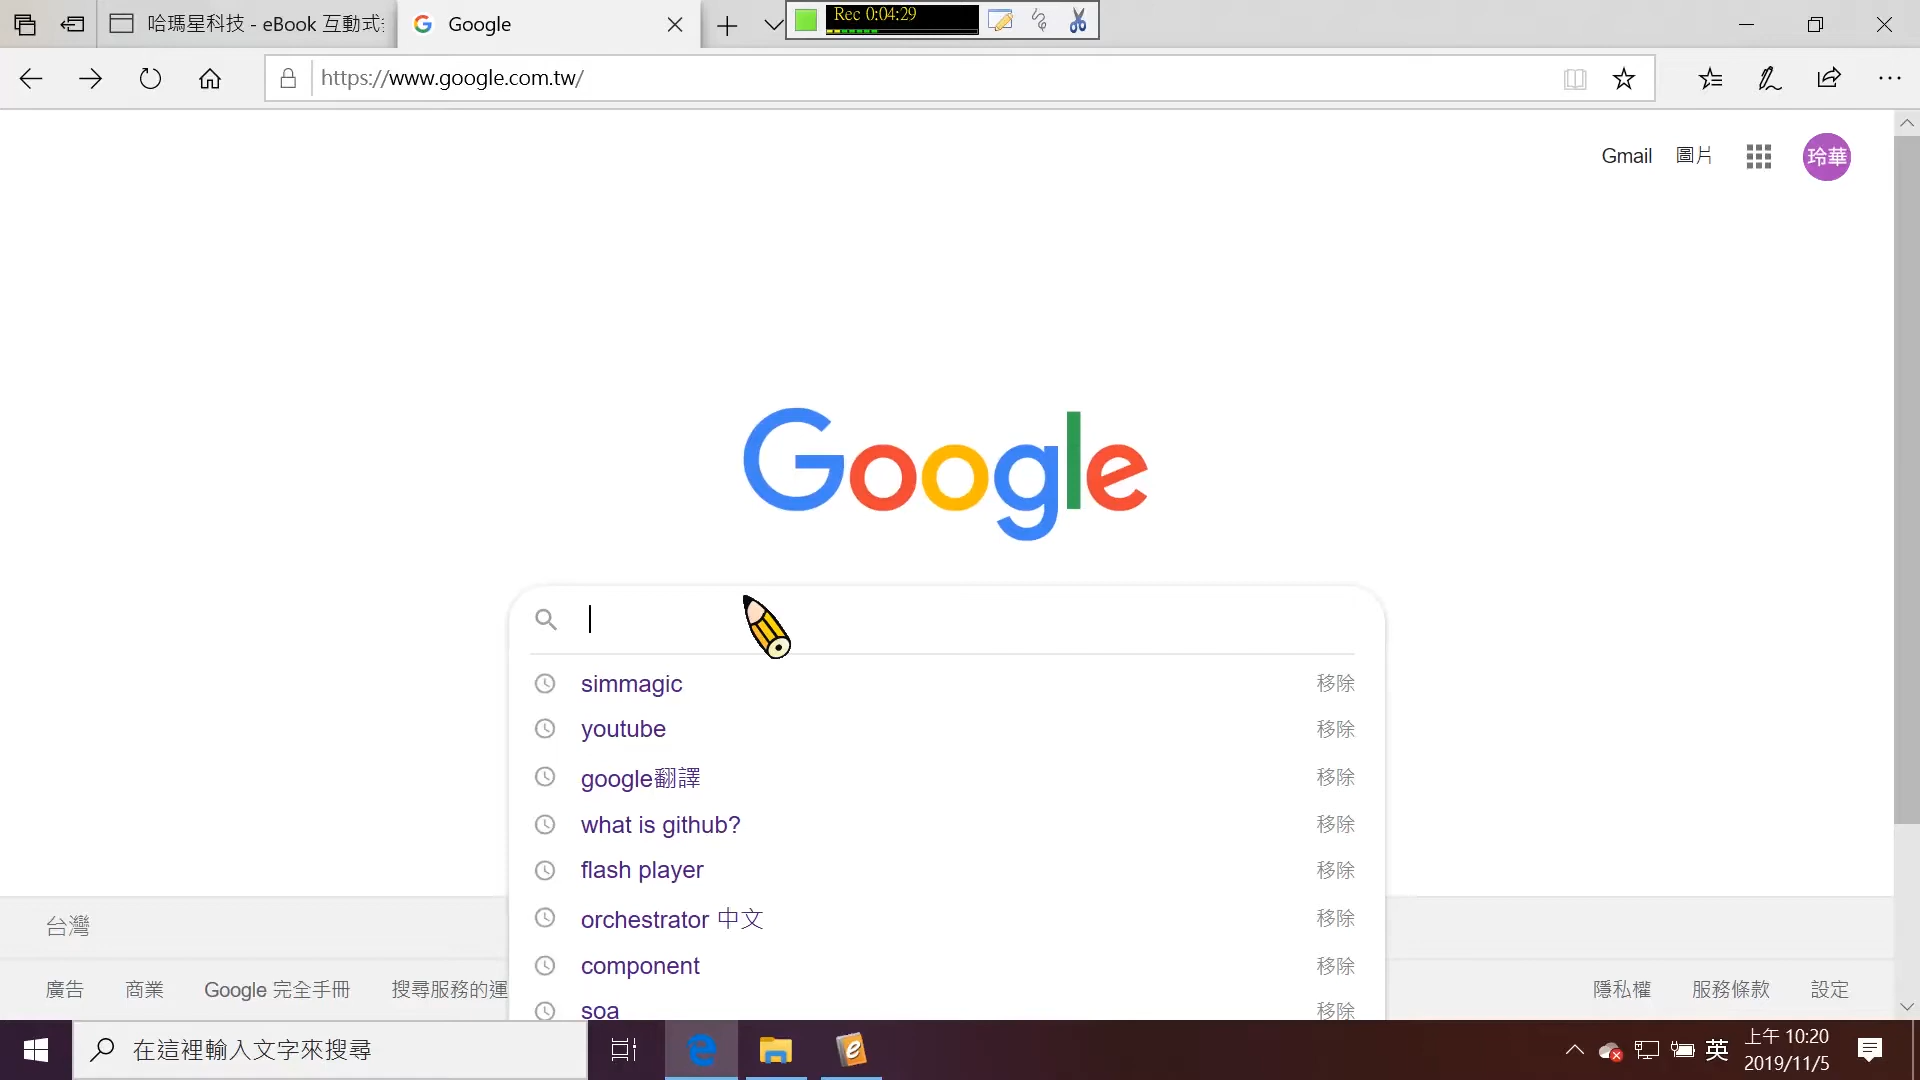 哈瑪星科技 - eBook 互動式
Google
Rec 0:04:29
https://www.google.com.tw/
Gmail
圖片
玲華
Google
simmagic 移除
youtube 移除
google翻譯 移除
what is github? 移除
flash player 移除
orchestrator 中文 移除
component 移除
soa 移除
台灣
廣告 商業 Google 完全手冊 搜尋服務的運
隱私權 服務條款 設定
在這裡輸入文字來搜尋
英
上午 10:20
2019/11/5